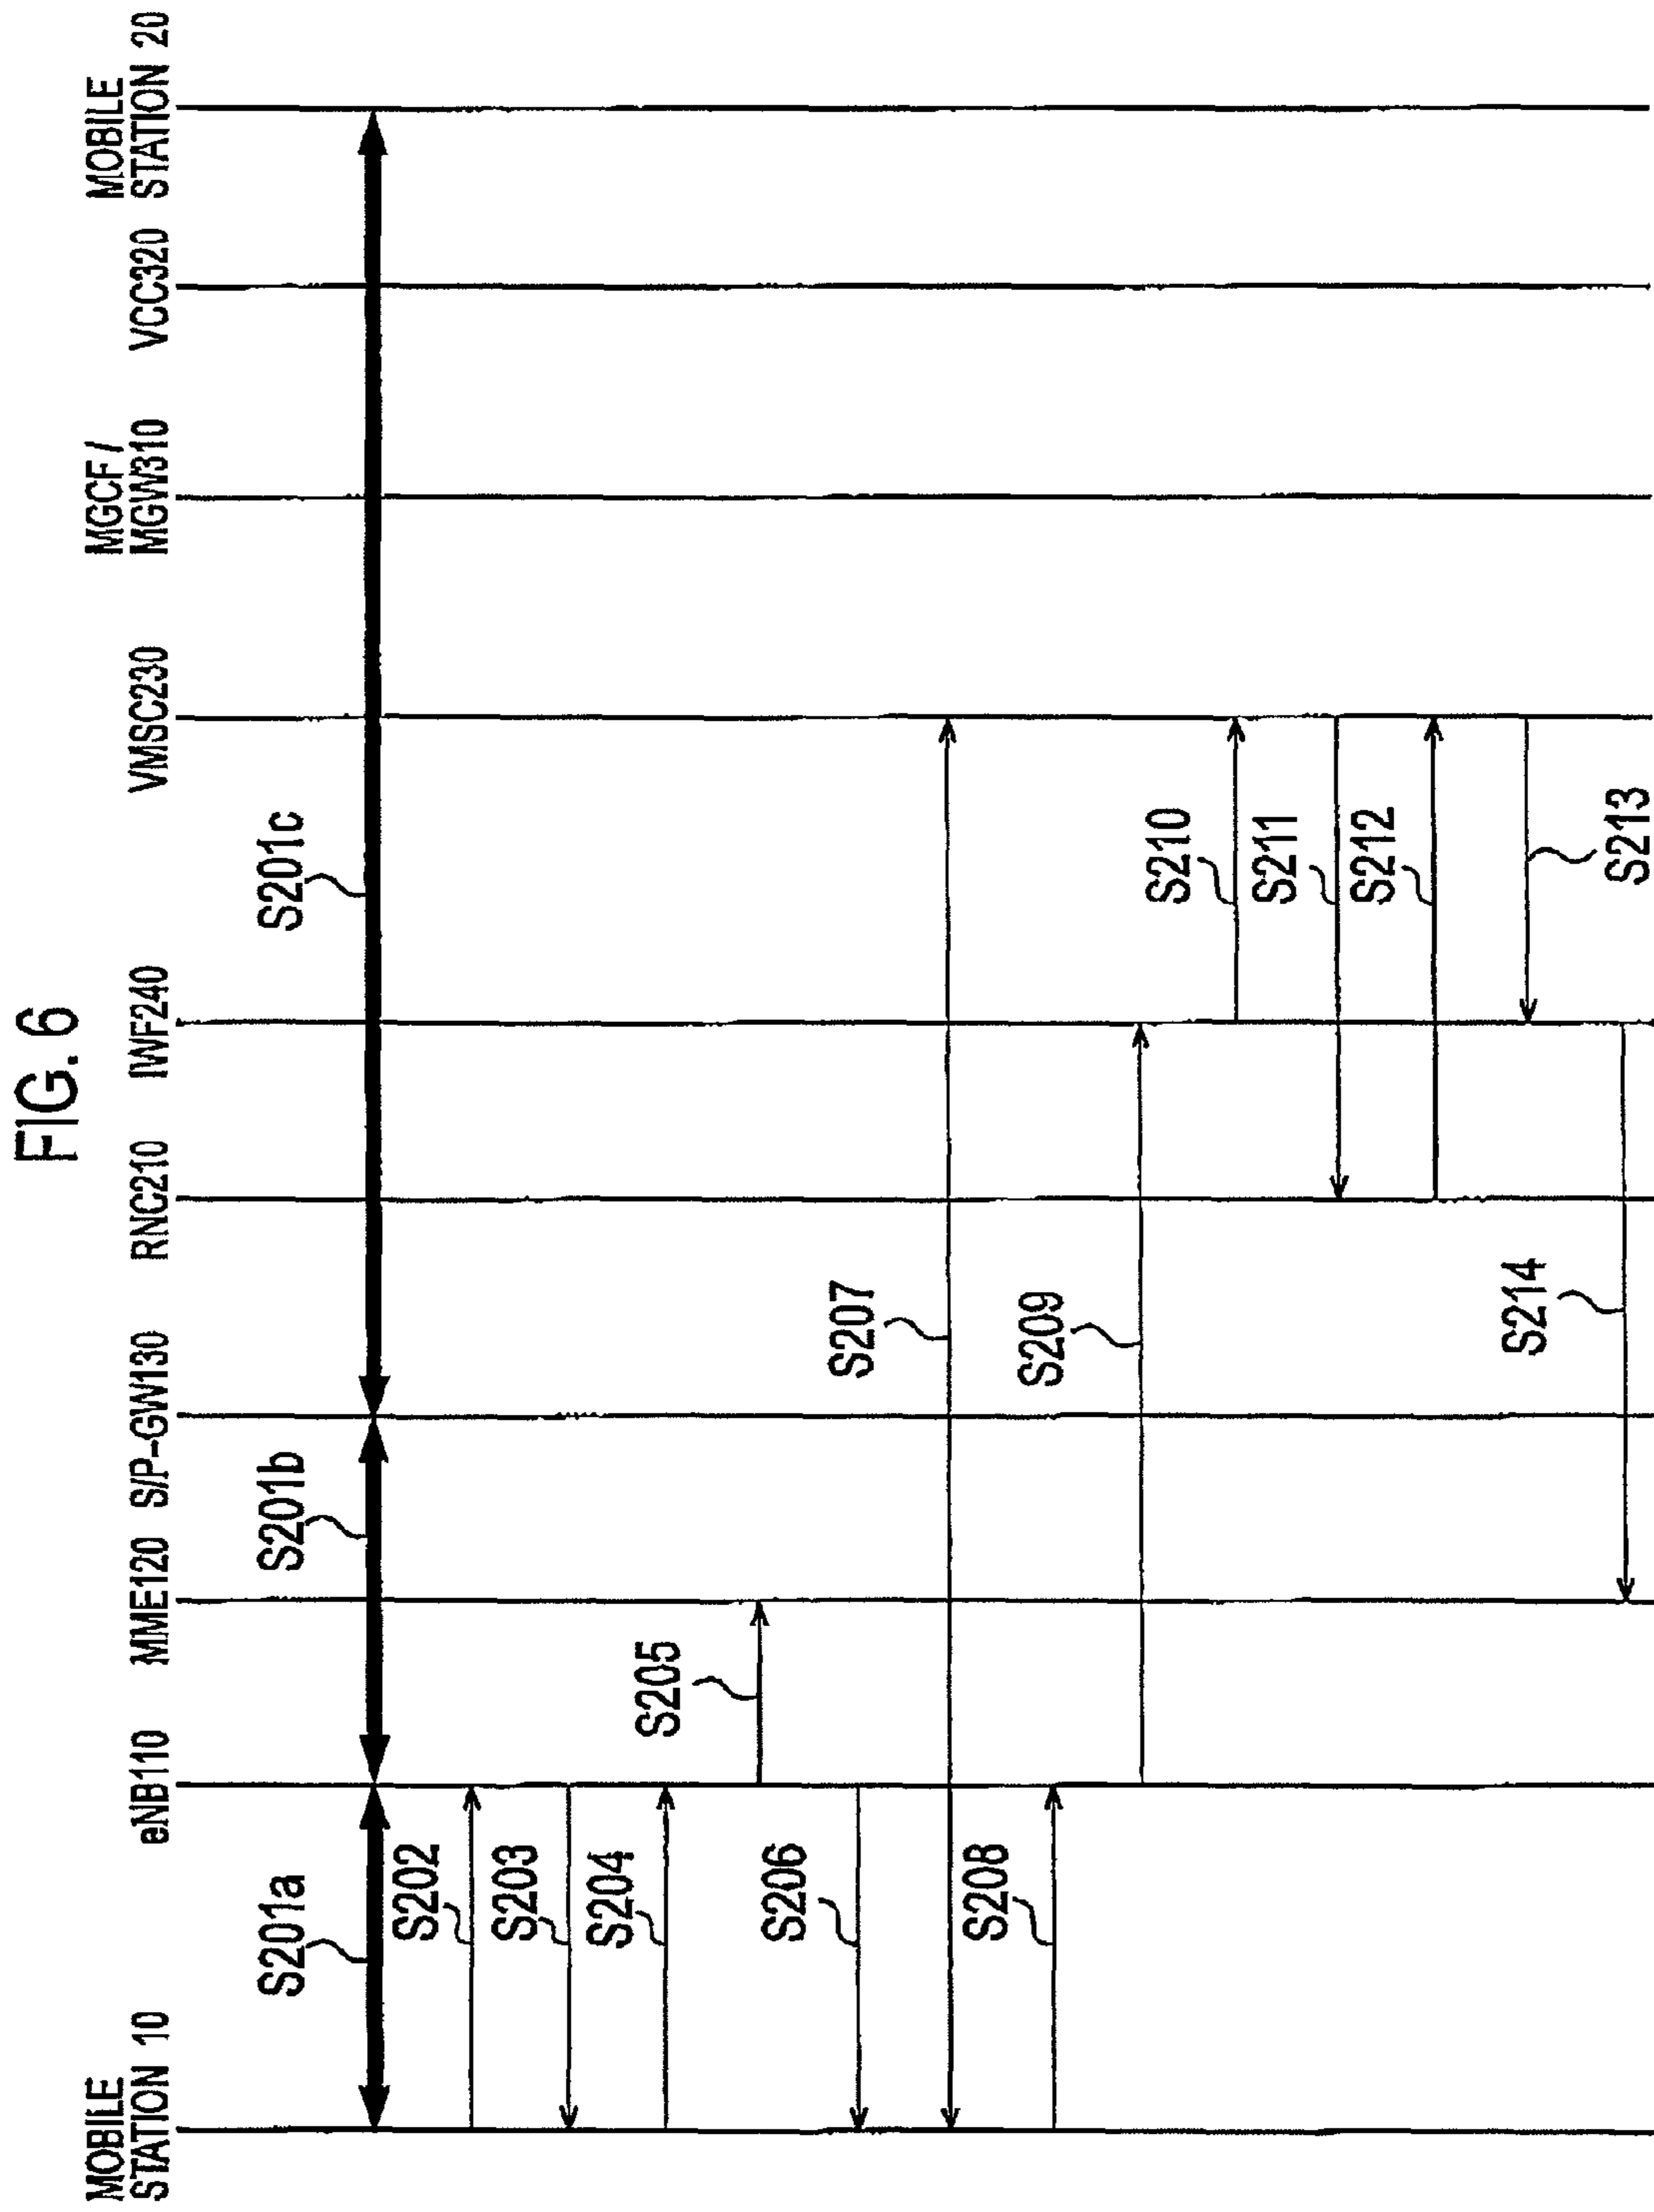 FIG. 6
MOBILE
STATION 10
eNB110
MME120
S/P-GW130
RNC210
IWF240
VMSC230
MGCF /
MGW310
VCC320
MOBILE
STATION 20
S201a
S201b
S201c
S202
S203
S204
S205
S206
S207
S208
S209
S210
S211
S212
S213
S214